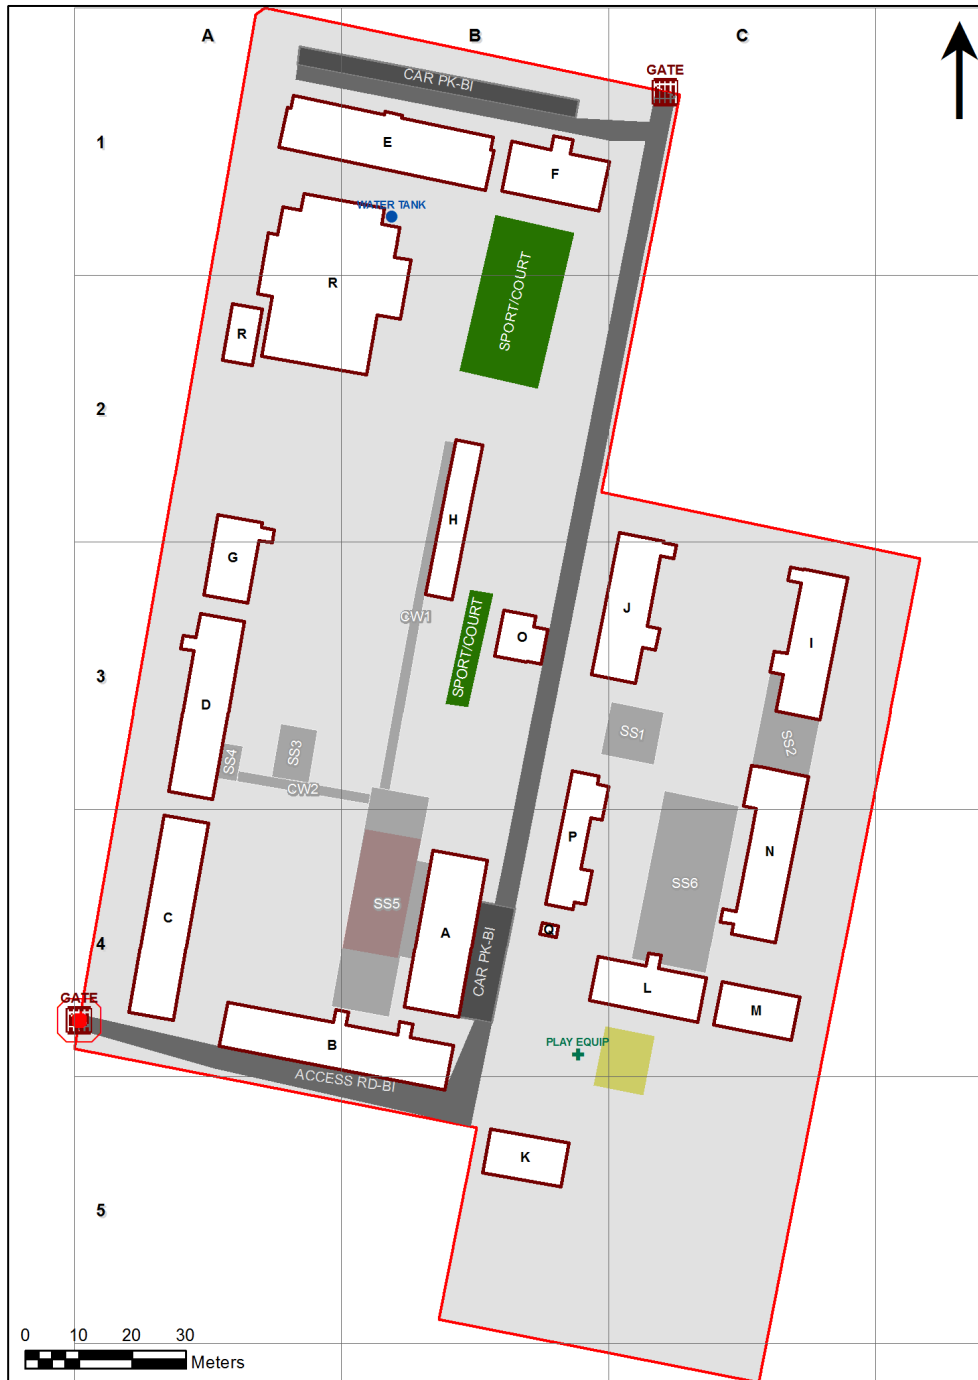 A
B
C
CAR PK-BI
GATE
1
E
F
WATER TANK
R
SPORT/COURT
R
2
H
G
J
I
CW1
SPORT/COURT
O
3
D
SS1
SS2
SS4
SS3
CW2
P
N
SS6
SS5
C
A
Q
4
CAR PK-BI
L
M
GATE
B
PLAY EQUIP
ACCESS RD-BI
K
5
0 10 20 30
Meters